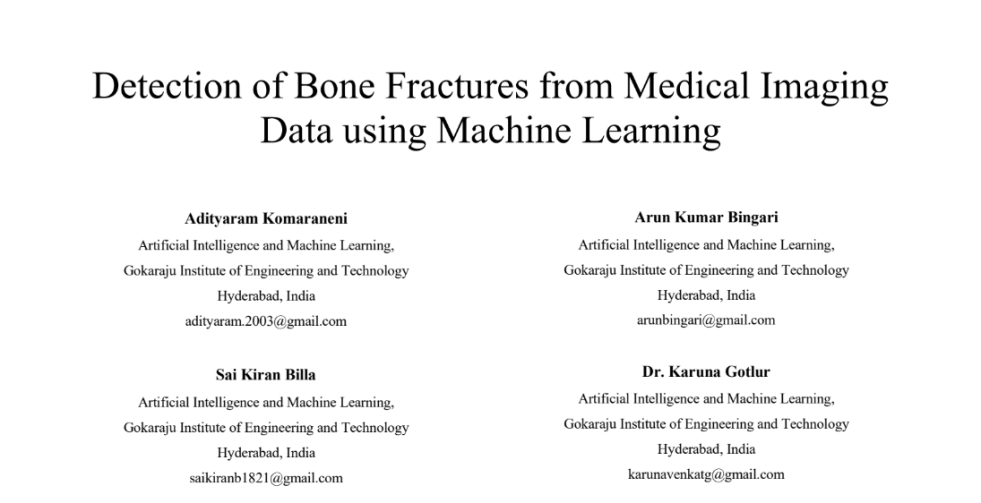 Detection of Bone Fractures from Medical Imaging
Data using Machine Learning
Adityaram Komaraneni
Artificial Intelligence and Machine Learning,
Gokaraju Institute of Engineering and Technology
Hyderabad, India
adityaram.2003@gmail.com
Arun Kumar Bingari
Artificial Intelligence and Machine Learning,
Gokaraju Institute of Engineering and Technology
Hyderabad, India
arunbingari@gmail.com
Sai Kiran Billa
Artificial Intelligence and Machine Learning,
Gokaraju Institute of Engineering and Technology
Hyderabad, India
saikiranb1821@gmail.com
Dr. Karuna Gotlur
Artificial Intelligence and Machine Learning,
Gokaraju Institute of Engineering and Technology
Hyderabad, India
karunavenkatg@gmail.com